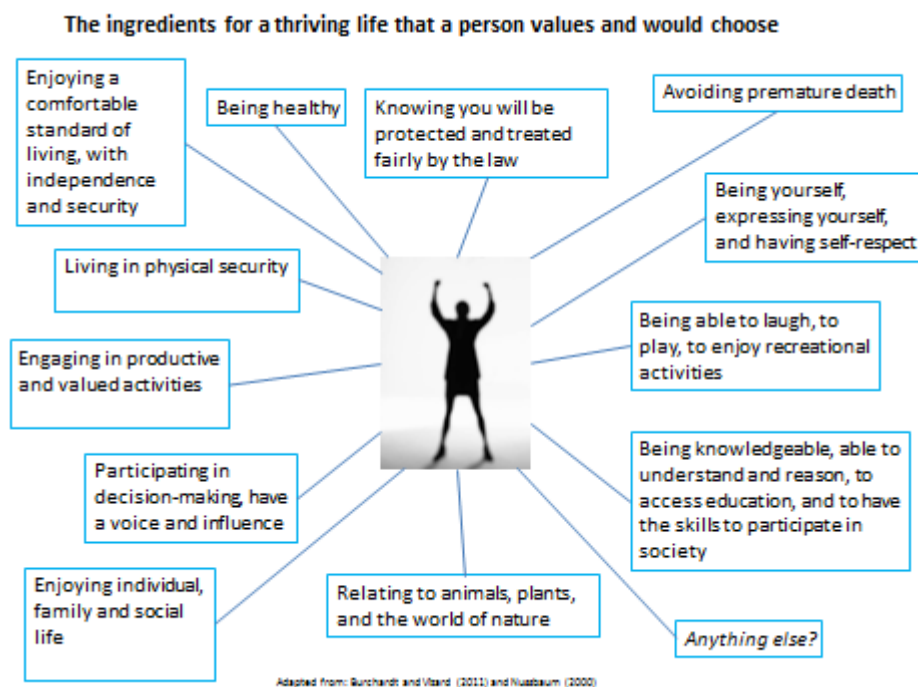 The ingredients for a thriving life that a person values and would choose
Enjoying a
comfortable
standard of
living, with
independence
and security
Being healthy
Knowing you will be
protected and treated
fairly by the law
Avoiding premature death
Being yourself,
expressing yourself,
and having self-respect
Living in physical security
Being able to laugh, to
play, to enjoy recreational
activities
Engaging in productive
and valued activities
Being knowledgeable, able to
understand and reason, to
access education, and to have
the skills to participate in
society
Participating in
decision-making, have
a voice and influence
Enjoying individual,
family and social
life
Relating to animals, plants,
and the world of nature
Anything else?
Adapted from: Burchardt and Vizard (2011) and Nussbaum (2000)